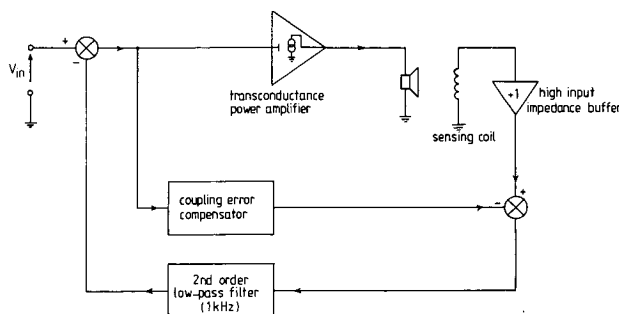 +
-
Vin
transconductance
power amplifier
sensing coil
+1
high input
impedance buffer
+
-
coupling error
compensator
2nd order
low-pass filter
(1kHz)